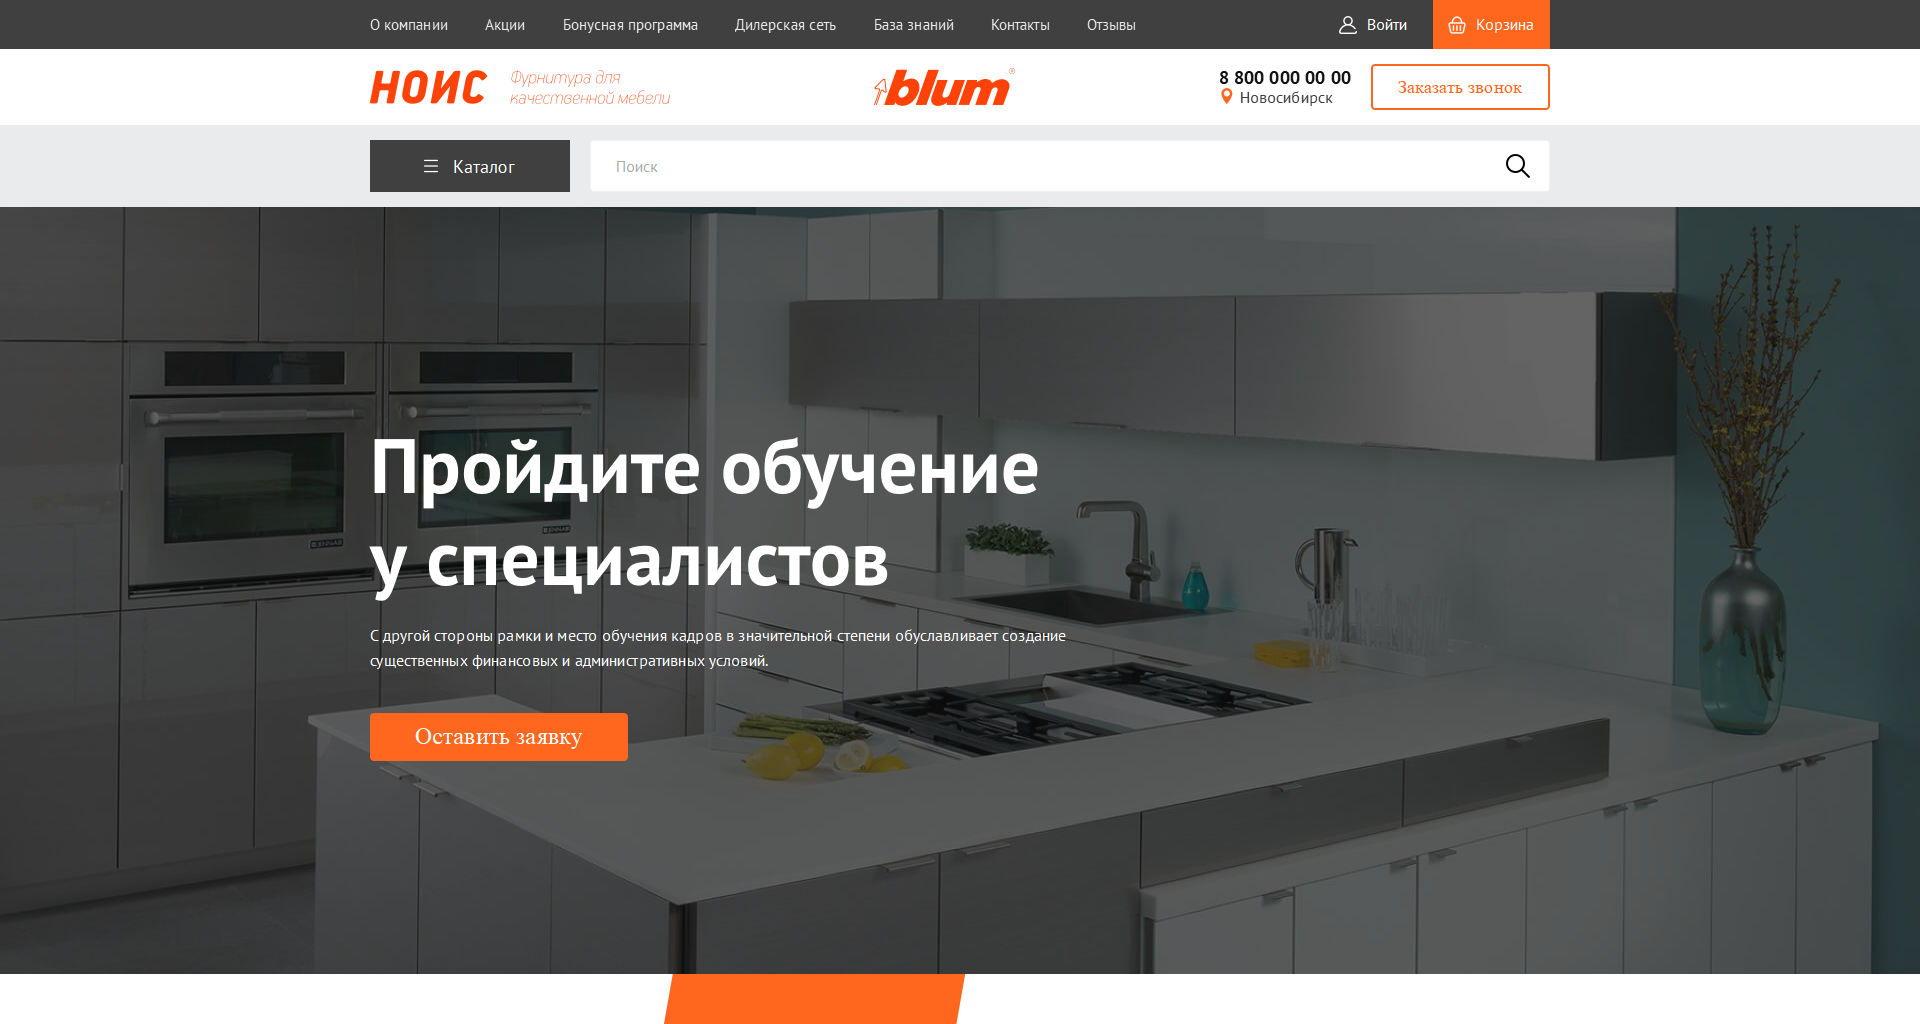 О компании
Акции
Бонусная программа
Дилерская сеть
База знаний
Контакты
Отзывы
Войти
Корзина
НОИС
Фурнитура для
качественной мебели
blum®
8 800 000 00 00
Новосибирск
Заказать звонок
Каталог
Поиск
Пройдите обучение
у специалистов
С другой стороны рамки и место обучения кадров в значительной степени обуславливает создание
существенных финансовых и административных условий.
Оставить заявку